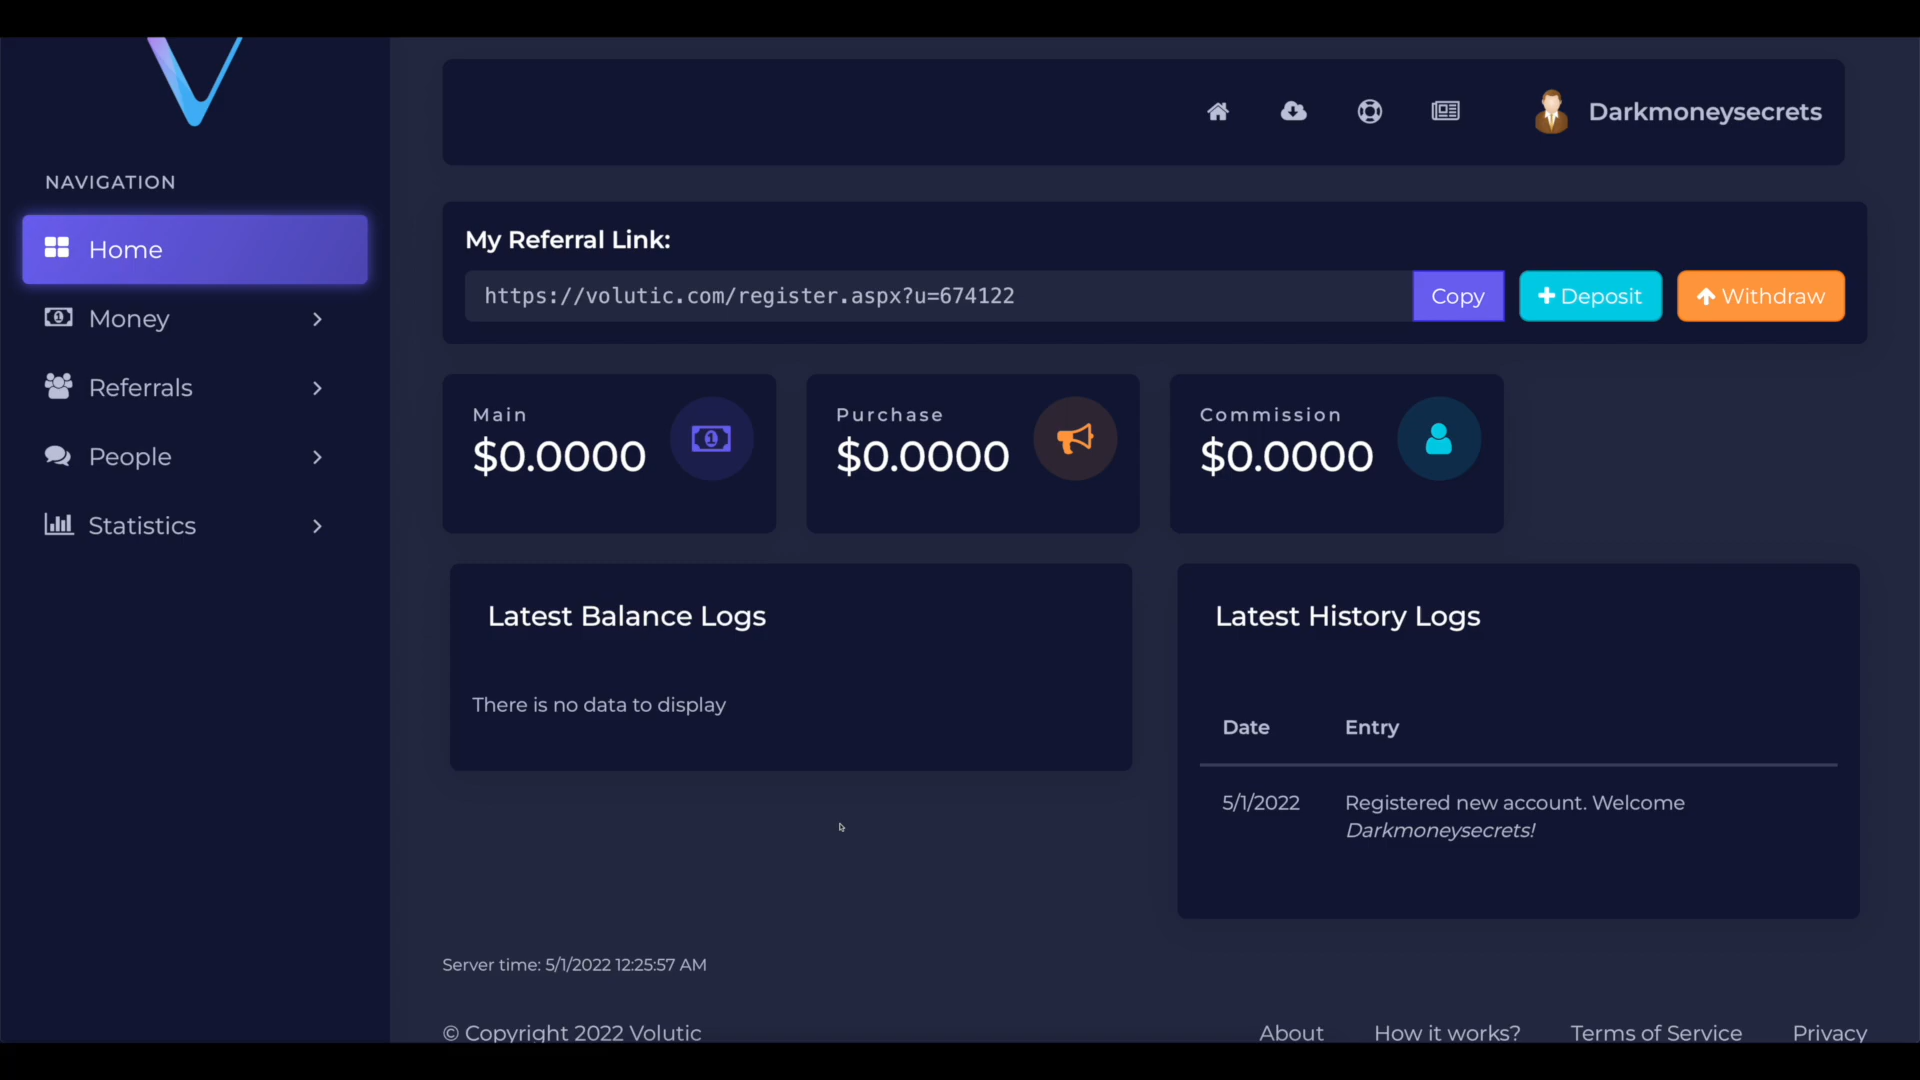 Darkmoneysecrets
NAVIGATION
Home
Money
Referrals
People
Statistics
My Referral Link:
https://volutic.com/register.aspx?u=674122
Copy
Deposit
Withdraw
Main
$0.0000
Purchase
$0.0000
Commission
$0.0000
Latest Balance Logs
There is no data to display
Latest History Logs
Date Entry
5/1/2022 Registered new account. Welcome
Darkmoneysecrets!
Server time: 5/1/2022 12:25:57 AM
© Copyright 2022 Volutic
About How it works? Terms of Service Privacy